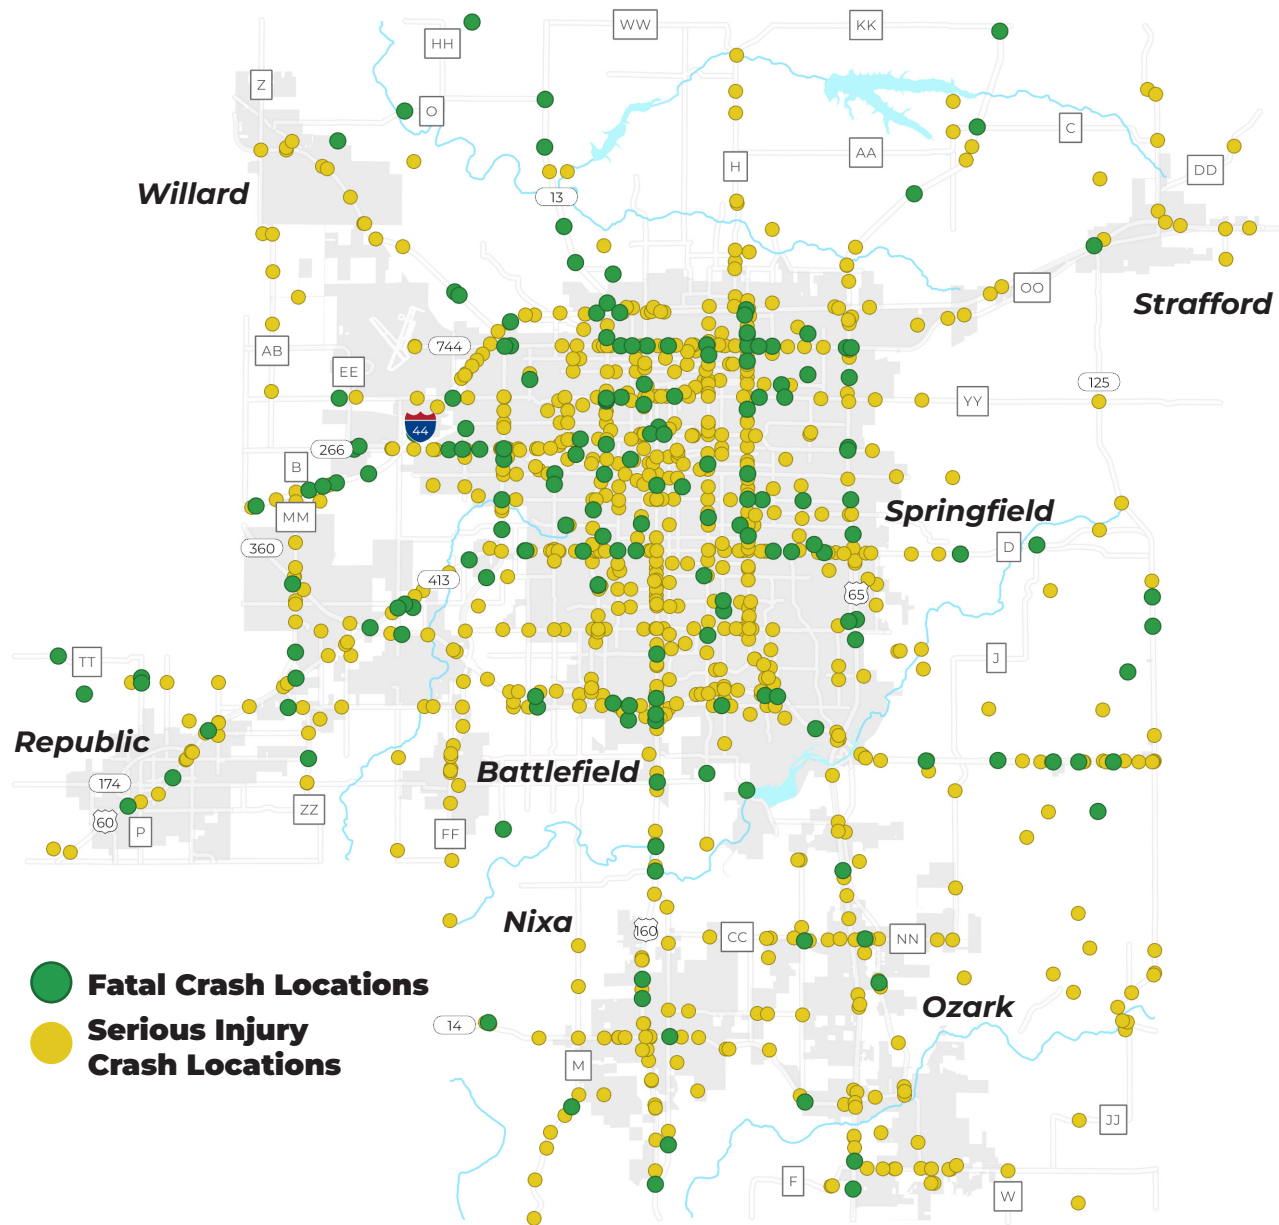 WW
KK
HH
Z
O
C
AA
H
DD
Willard
13
OO
Strafford
AB
744
EE
125
YY
44
266
B
Springfield
MM
360
D
413
65
J
TT
Republic
Battlefield
174
60
P
ZZ
FF
Nixa
160
CC
NN
Fatal Crash Locations
Ozark
Serious Injury
Crash Locations
14
M
JJ
F
W